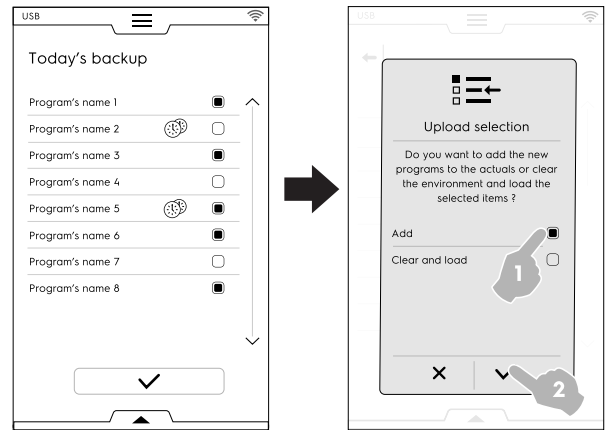 USB
Today's backup
Program's name 1
Program's name 2
Program's name 3
Program's name 4
Program's name 5
Program's name 6
Program's name 7
Program's name 8
USB
Upload selection
Do you want to add the new
programs to the actuals or clear
the environment and load the
selected items ?
Add
Clear and load
1
2